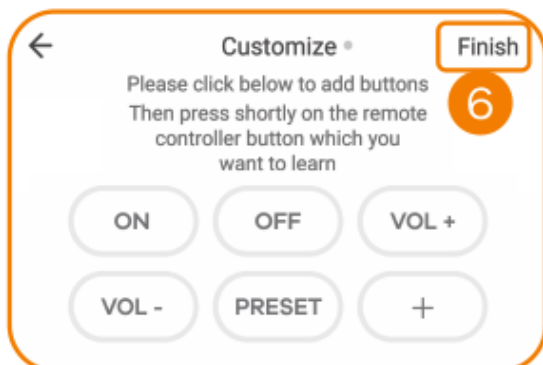 ← Customize Finish
6
Please click below to add buttons
Then press shortly on the remote
controller button which you
want to learn
ON OFF VOL +
VOL - PRESET +